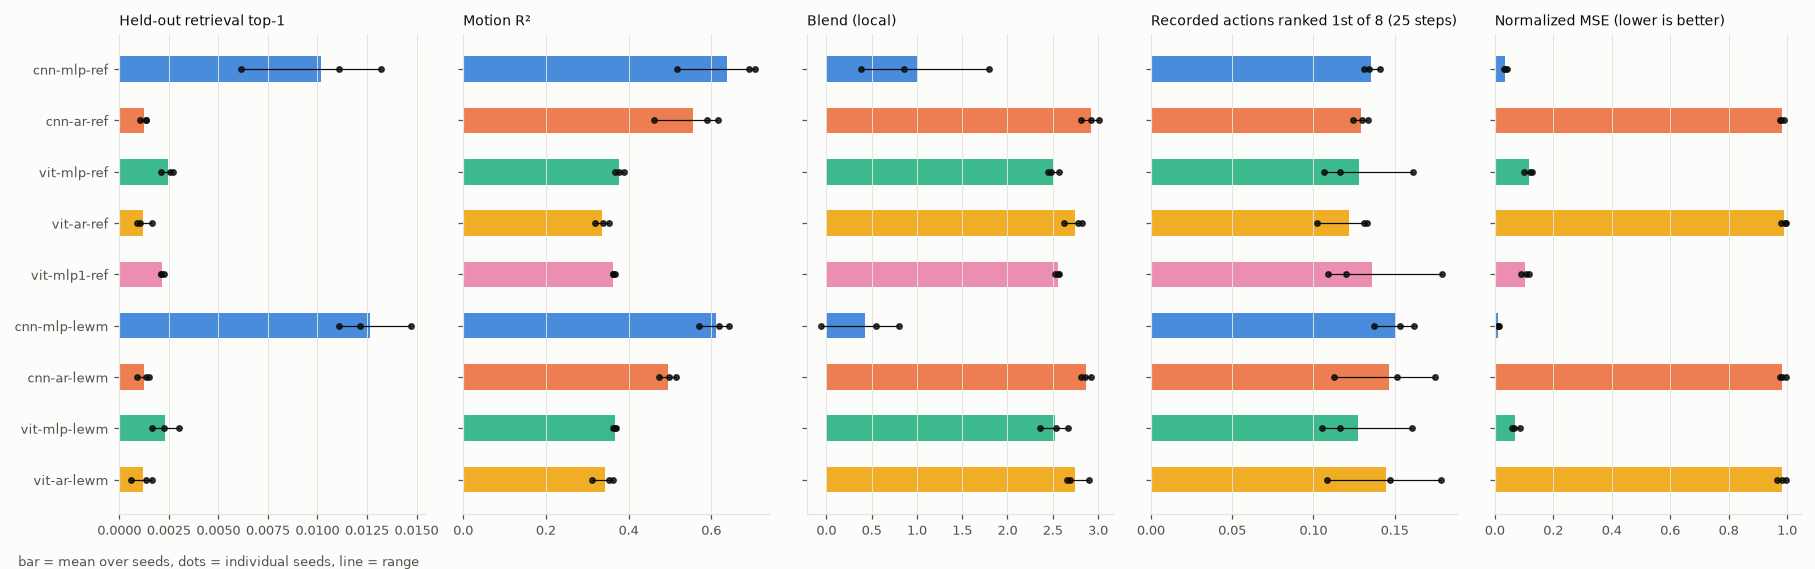 Held-out retrieval top-1
Motion R²
Blend (local)
Recorded actions ranked 1st of 8 (25 steps)
Normalized MSE (lower is better)
cnn-mlp-ref
cnn-ar-ref
vit-mlp-ref
vit-ar-ref
vit-mlp1-ref
cnn-mlp-lewm
cnn-ar-lewm
vit-mlp-lewm
vit-ar-lewm
0.0000 0.0025 0.0050 0.0075 0.0100 0.0125 0.0150
0.0 0.2 0.4 0.6
0.0 0.5 1.0 1.5 2.0 2.5 3.0
0.00 0.05 0.10 0.15
0.0 0.2 0.4 0.6 0.8 1.0
bar = mean over seeds, dots = individual seeds, line = range